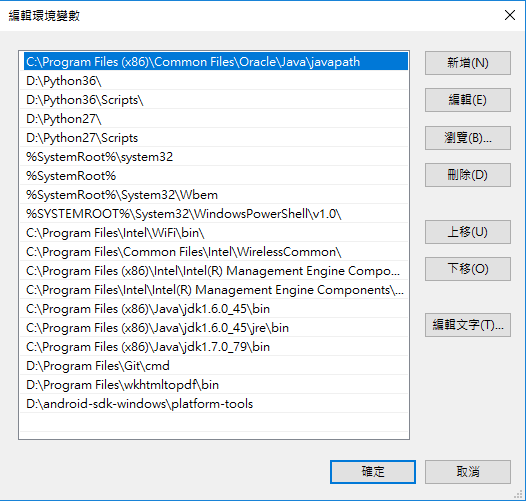 編輯環境變數
C:\Program Files (x86)\Common Files\Oracle\Java\javapath
D:\Python36\
D:\Python36\Scripts\
D:\Python27\
D:\Python27\Scripts
%SystemRoot%\system32
%SystemRoot%
%SystemRoot%\System32\Wbem
%SYSTEMROOT%\System32\WindowsPowerShell\v1.0\
C:\Program Files\Intel\WiFi\bin\
C:\Program Files\Common Files\Intel\WirelessCommon\
C:\Program Files (x86)\Intel\Intel(R) Management Engine Compo...
C:\Program Files\Intel\Intel(R) Management Engine Components\...
C:\Program Files (x86)\Java\jdk1.6.0_45\bin
C:\Program Files (x86)\Java\jdk1.6.0_45\jre\bin
C:\Program Files (x86)\Java\jdk1.7.0_79\bin
D:\Program Files\Git\cmd
D:\Program Files\wkhtmltopdf\bin
D:\android-sdk-windows\platform-tools
新增(N)
編輯(E)
瀏覽(B)...
刪除(D)
上移(U)
下移(O)
編輯文字(T)...
確定
取消